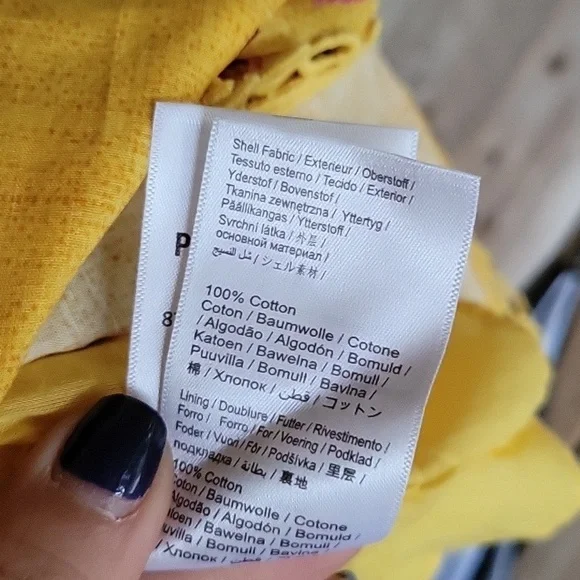 Shell Fabric / Exterieur / Oberstoff /
Tessuto esterno / Tecido / Exterior /
Yderstof / Bovenstof /
Tkanina zewnętrzna / Yttertyg /
Päällikangas / Ytterstoff /
Svrchní látka / 外层 /
основной материал /
/ シェル素材 /
100% Cotton
Coton / Baumwolle / Cotone
/ Algodão / Algodón / Bomuld /
Katoen / Bawełna / Bomull /
Puuvilla / Bomull / Bavlna /
棉 / Хлопок / قطن / コットン
Lining / Doublure / Futter / Rivestimento /
Forro / Forro / For / Voering / Podklad /
Foder / Vuori / Fôr / Podšívka / 里层 /
подкладка / بطانة / 裏地 /
100% Cotton
Coton / Baumwolle / Cotone
Algodão / Algodón / Bomuld /
Bawełna / Bomull /
Bomull / Bavlna /
Хлопок /
P
8